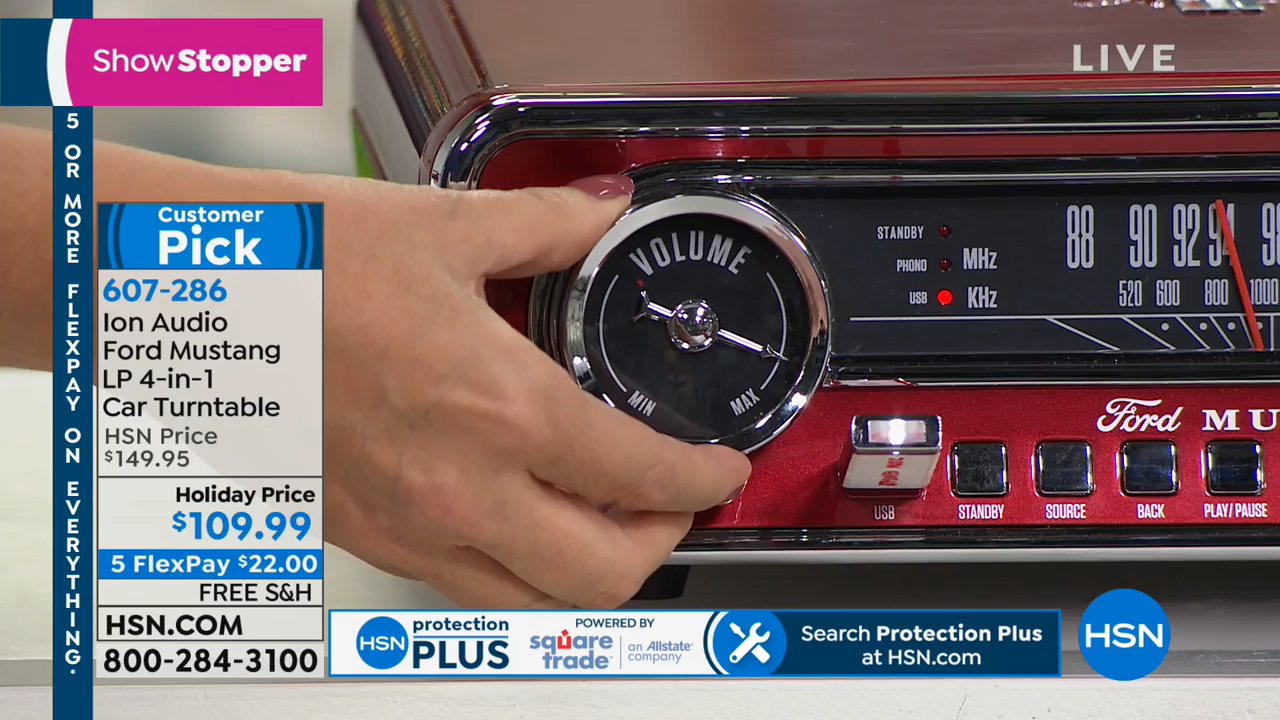 ShowStopper
LIVE
5 OR MORE FLEXPAY ON EVERYTHING.
Customer
Pick
607-286
Ion Audio
Ford Mustang
LP 4-in-1
Car Turntable
HSN Price
$149.95
Holiday Price
$109.99
5 FlexPay $22.00
FREE S&H
HSN.COM
800-284-3100
VOLUME
MIN
MAX
STANDBY
PHONO
USB
MHz
KHz
88 90 92 94
520 600 800 1000
Ford MU
USB
STANDBY
SOURCE
BACK
PLAY/PAUSE
HSN
protection
PLUS
POWERED BY
square
trade
an Allstate
company
Search Protection Plus
at HSN.com
HSN